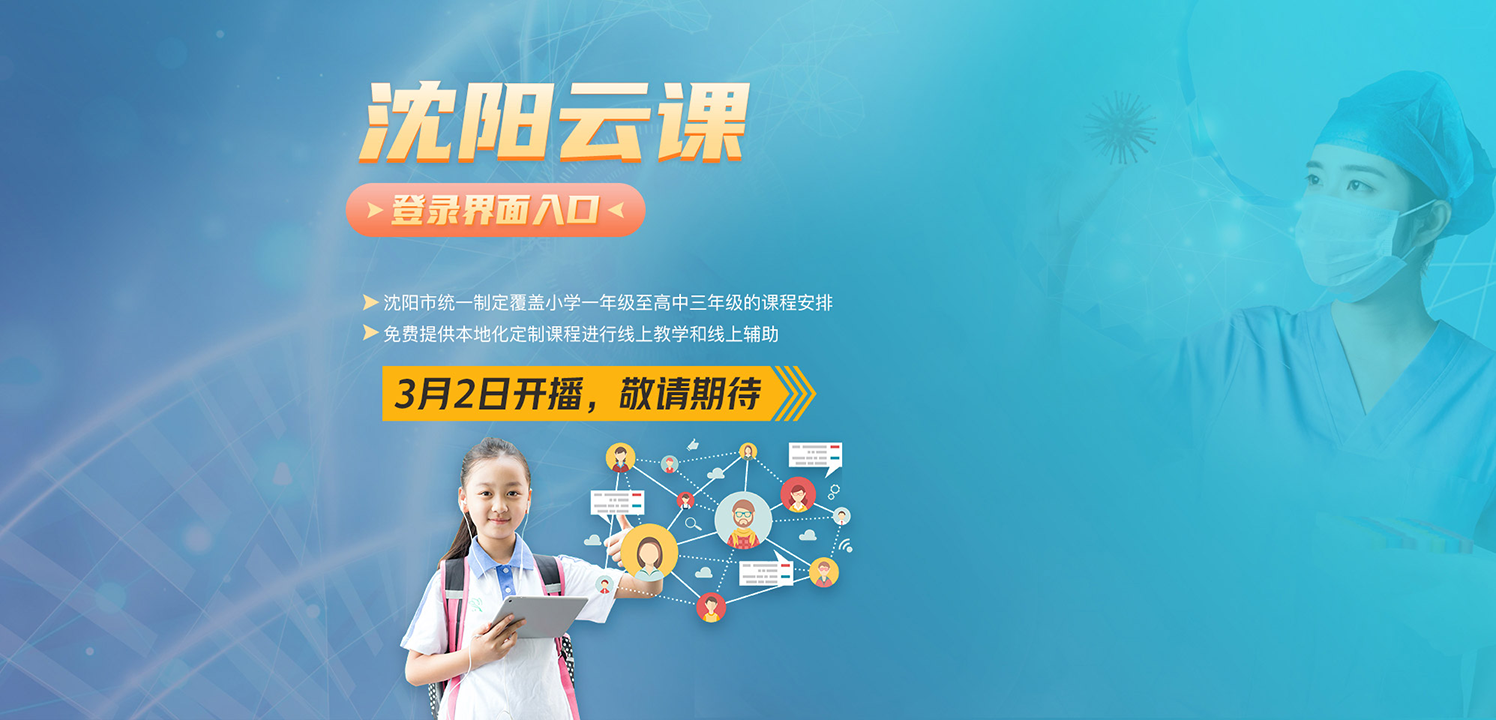 沈阳云课
登录界面入口
沈阳市统一制定覆盖小学一年级至高中三年级的课程安排
免费提供本地化定制课程进行线上教学和线上辅助
3月2日开播，敬请期待